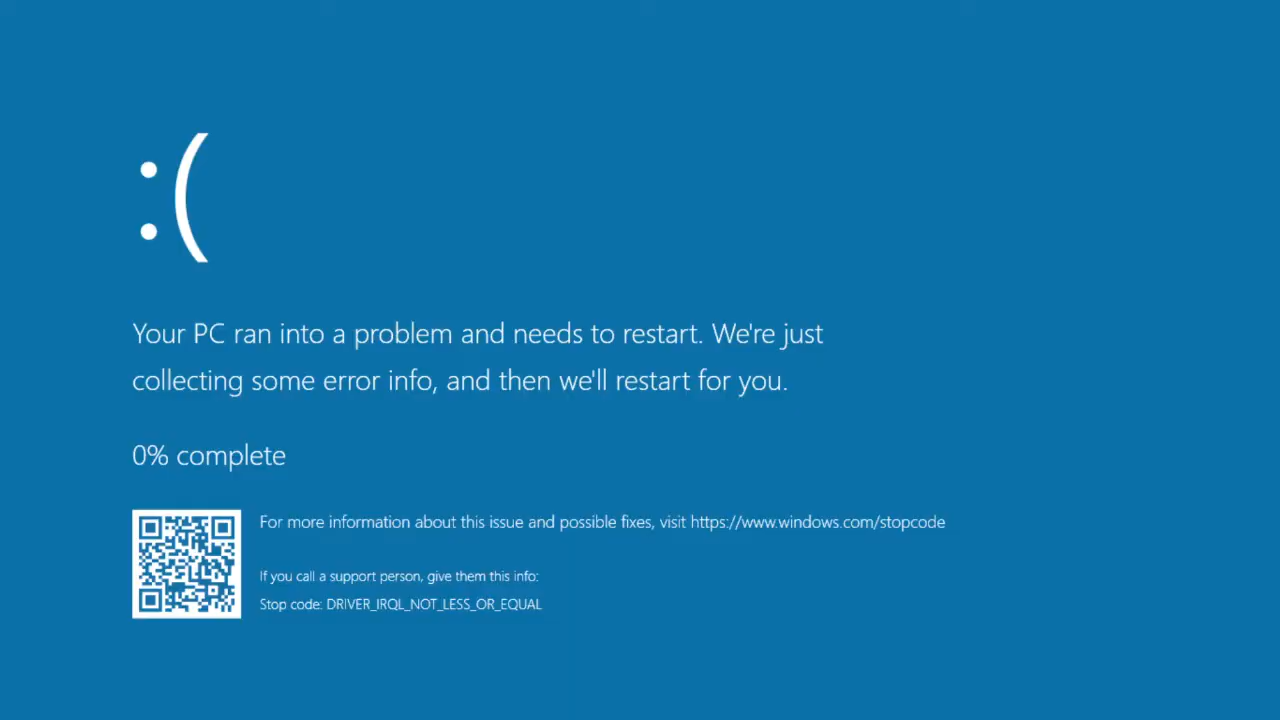 :(
Your PC ran into a problem and needs to restart. We're just
collecting some error info, and then we'll restart for you.
0% complete
For more information about this issue and possible fixes, visit https://www.windows.com/stopcode
If you call a support person, give them this info:
Stop code: DRIVER_IRQL_NOT_LESS_OR_EQUAL